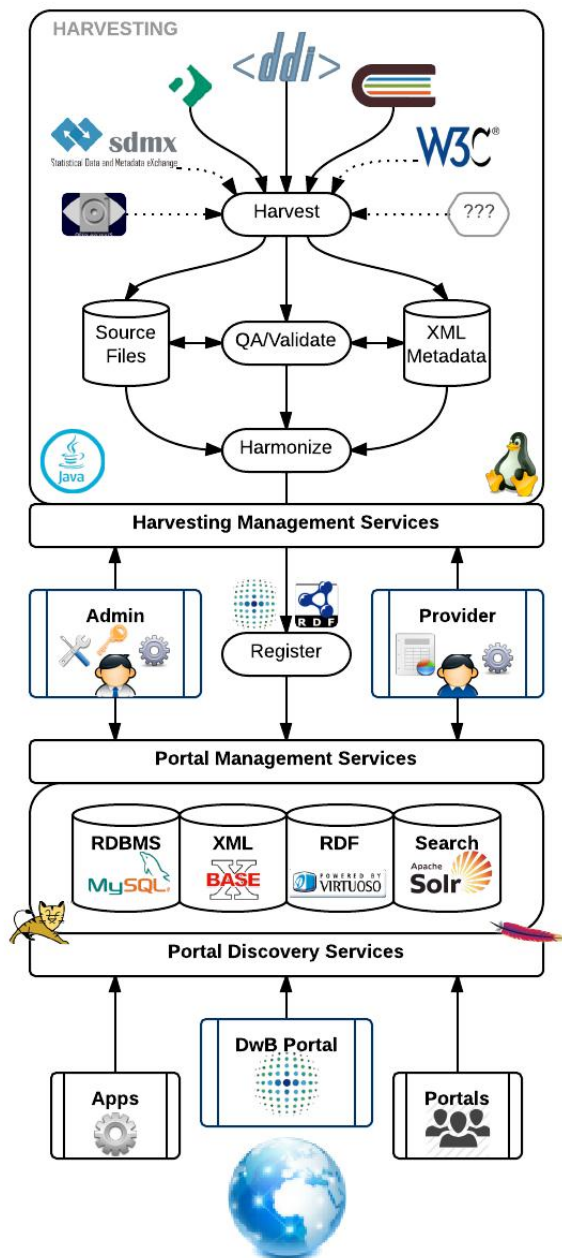 HARVESTING
<ddi>
sdmx
Statistical Data and Metadata eXchange
W3C®
Harvest
???
Source
Files
QA/Validate
XML
Metadata
Harmonize
Java
Harvesting Management Services
Admin
RDF
Provider
Register
Portal Management Services
RDBMS
MySQL®
XML
X
BASE
RDF
POWERED BY
VIRTUOSO
Search
Apache
Solr
Portal Discovery Services
DwB Portal
Apps
Portals